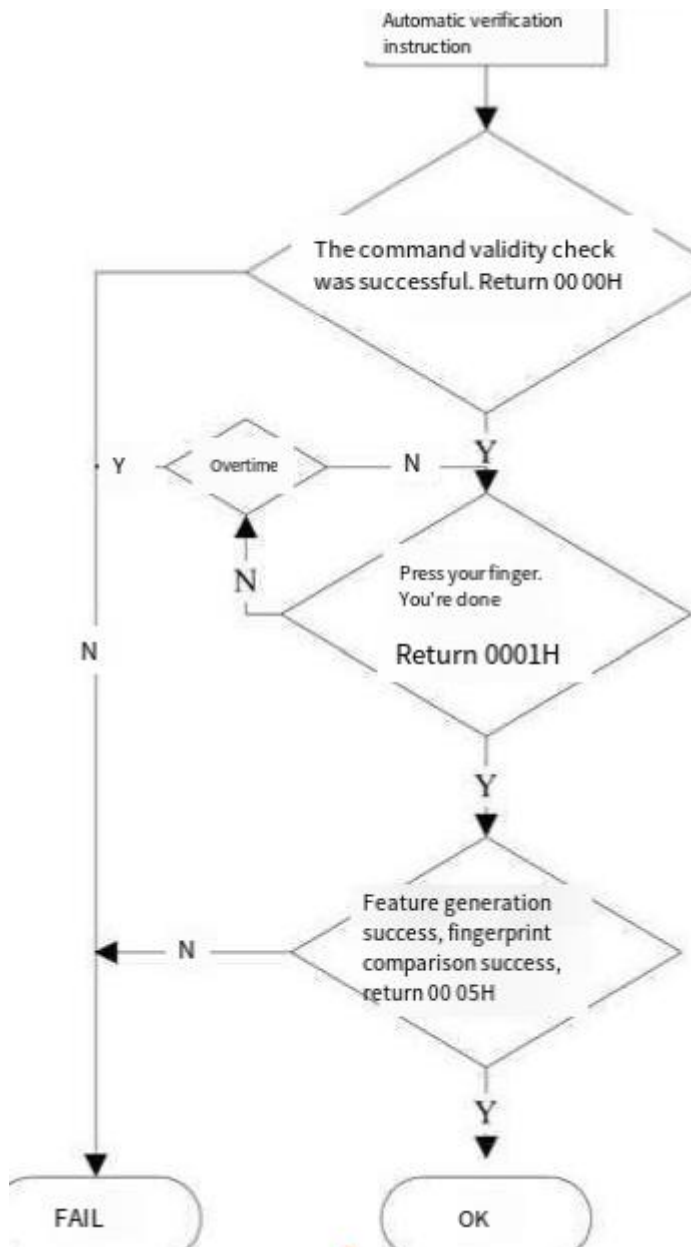 Automatic verification
instruction
The command validity check
was successful. Return 00 00H
Y
Y
Overtime
N
N
Press your finger.
You're done
Return 0001H
N
Y
Feature generation
success, fingerprint
comparison success,
return 00 05H
N
Y
FAIL
OK